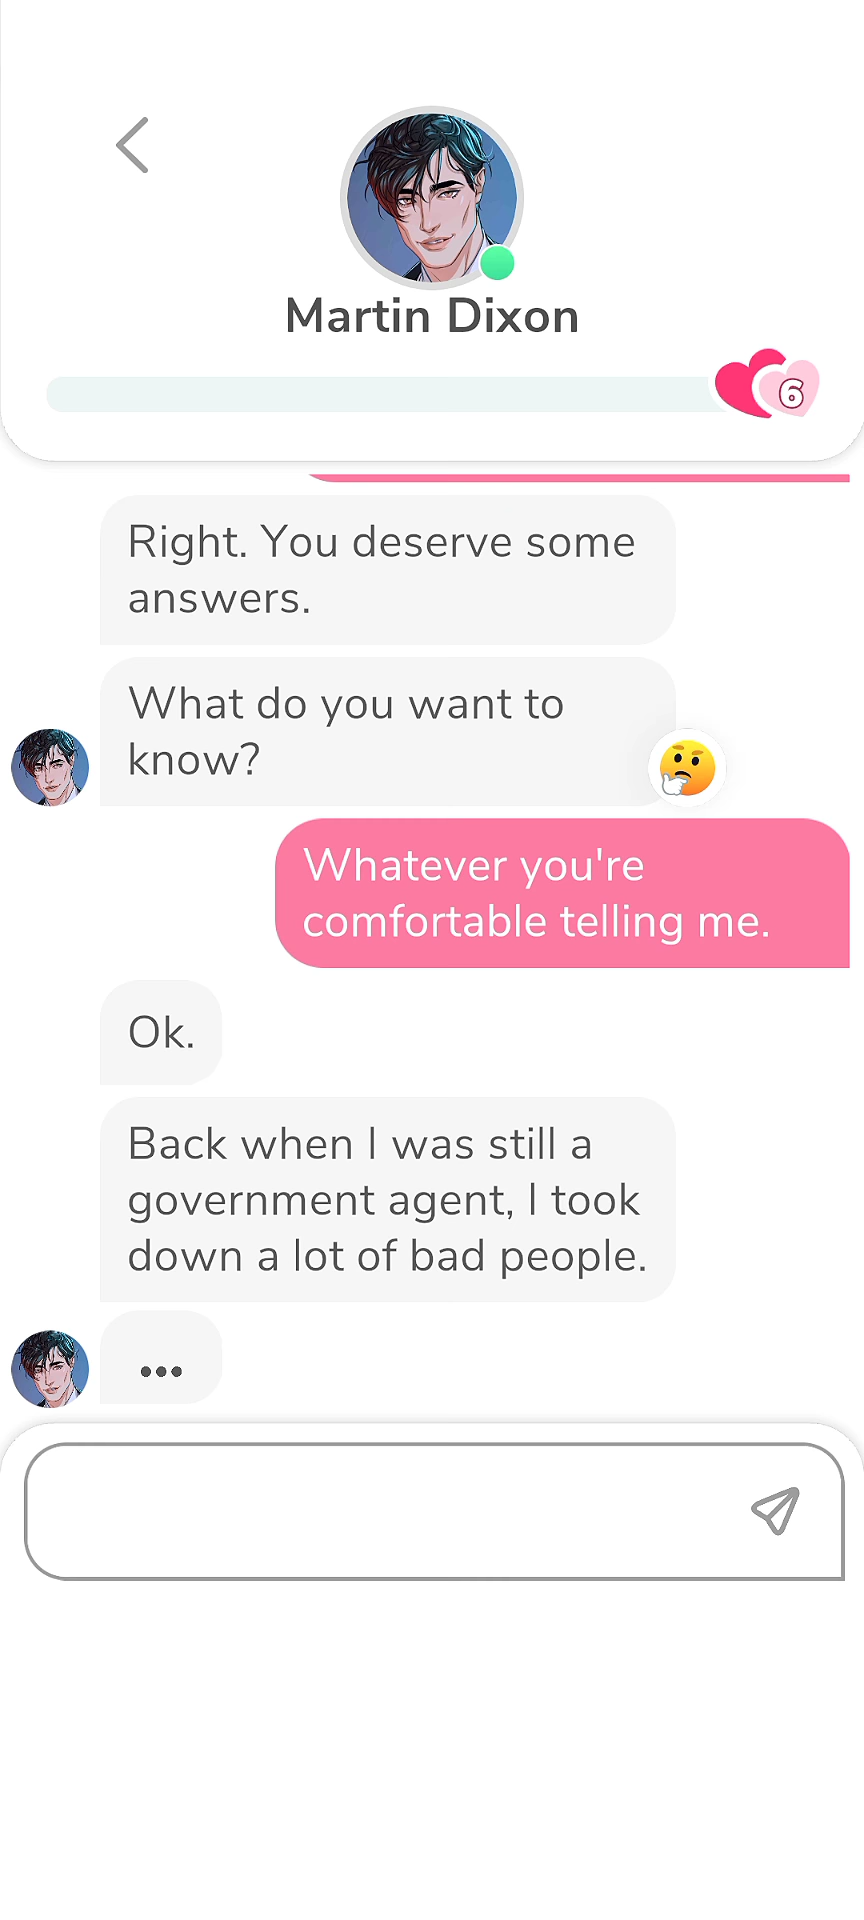 Martin Dixon
6
Right. You deserve some
answers.
What do you want to
know?
Whatever you're
comfortable telling me.
Ok.
Back when I was still a
government agent, I took
down a lot of bad people.
...